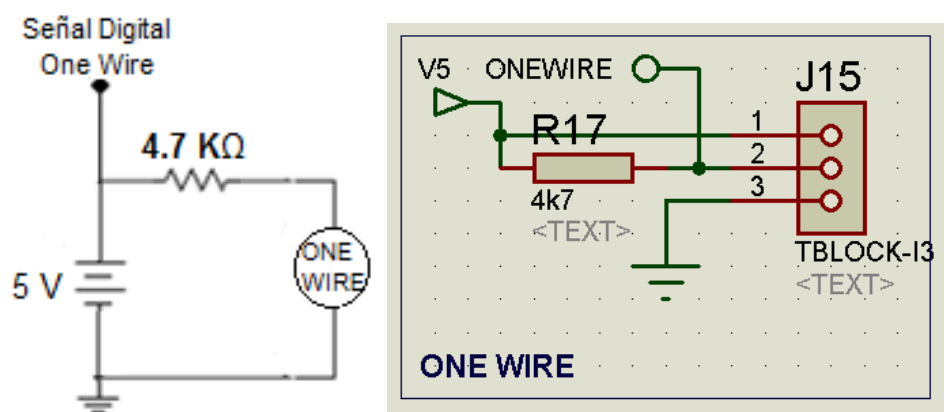 Señal Digital
One Wire
4.7 KΩ
5 V
ONE
WIRE
V5
ONEWIRE
J15
R17
4k7
<TEXT>
1
2
3
TBLOCK-I3
<TEXT>
ONE WIRE